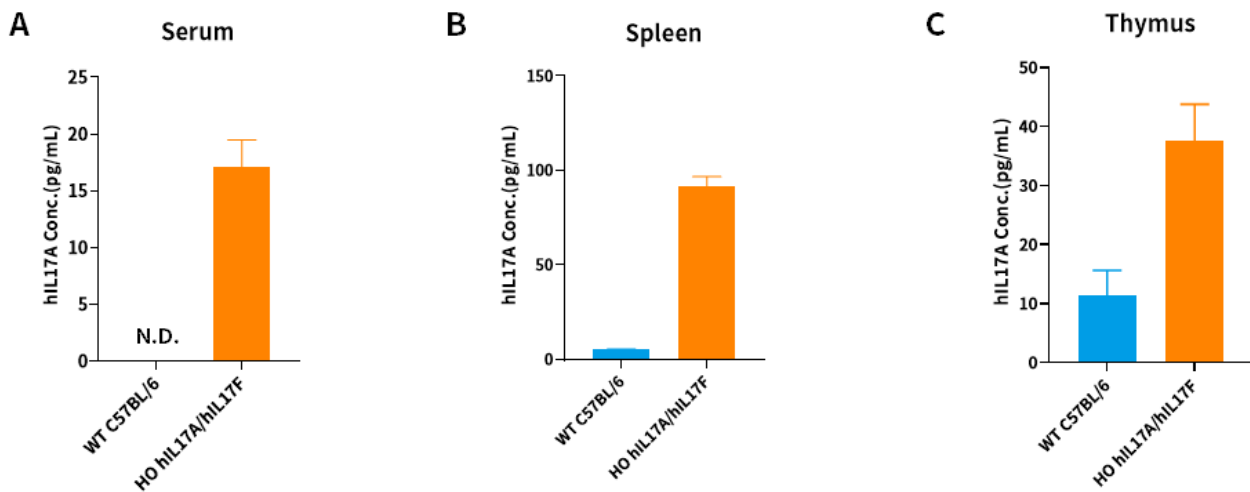 A
Serum
hIL17A Conc.(pg/mL)
25
20
15
10
5
0
N.D.
WT C57BL/6
HO hIL17A/hIL17F
B
Spleen
hIL17A Conc.(pg/mL)
150
100
50
0
WT C57BL/6
HO hIL17A/hIL17F
C
Thymus
hIL17A Conc.(pg/mL)
50
40
30
20
10
0
WT C57BL/6
HO hIL17A/hIL17F